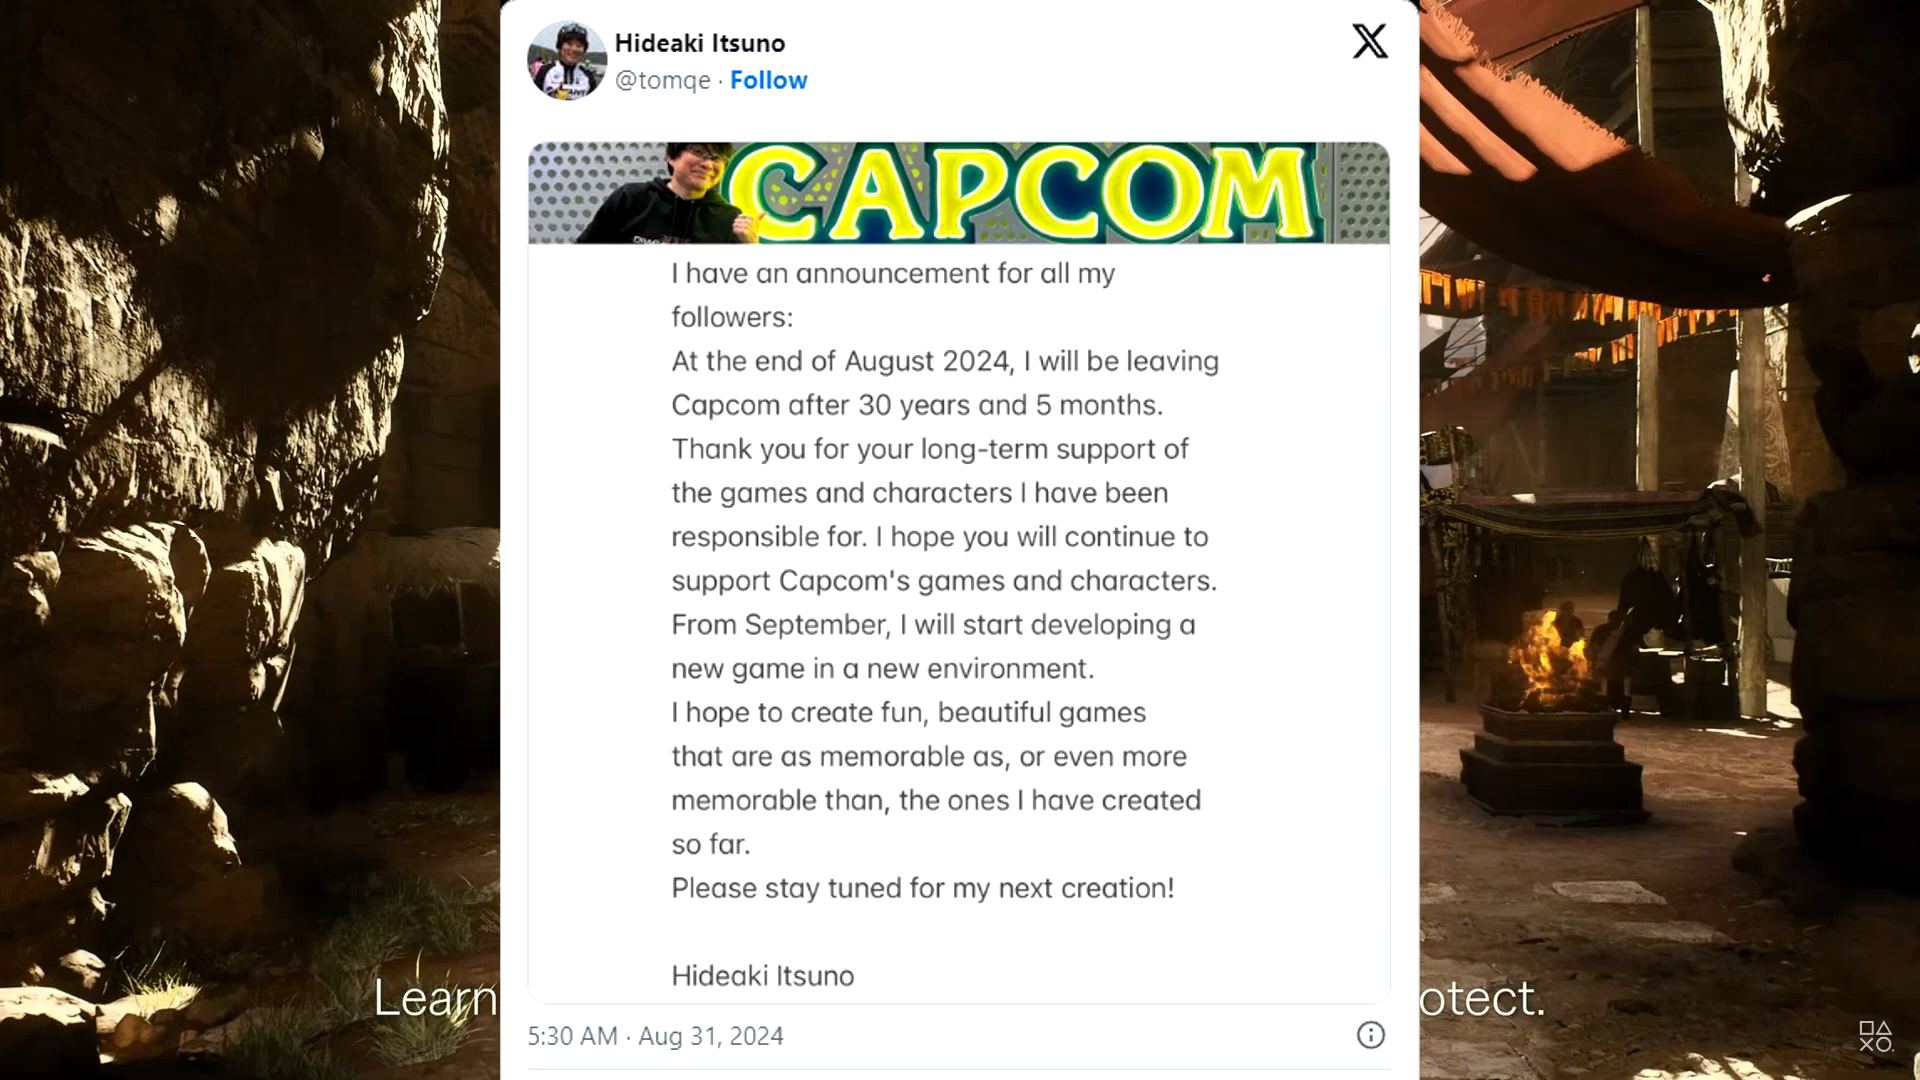 Hideaki Itsuno
@tomqe · Follow
CAPCOM
I have an announcement for all my
followers:
At the end of August 2024, I will be leaving
Capcom after 30 years and 5 months.
Thank you for your long-term support of
the games and characters I have been
responsible for. I hope you will continue to
support Capcom's games and characters.
From September, I will start developing a
new game in a new environment.
I hope to create fun, beautiful games
that are as memorable as, or even more
memorable than, the ones I have created
so far.
Please stay tuned for my next creation!
Hideaki Itsuno
Learn
otect.
5:30 AM · Aug 31, 2024